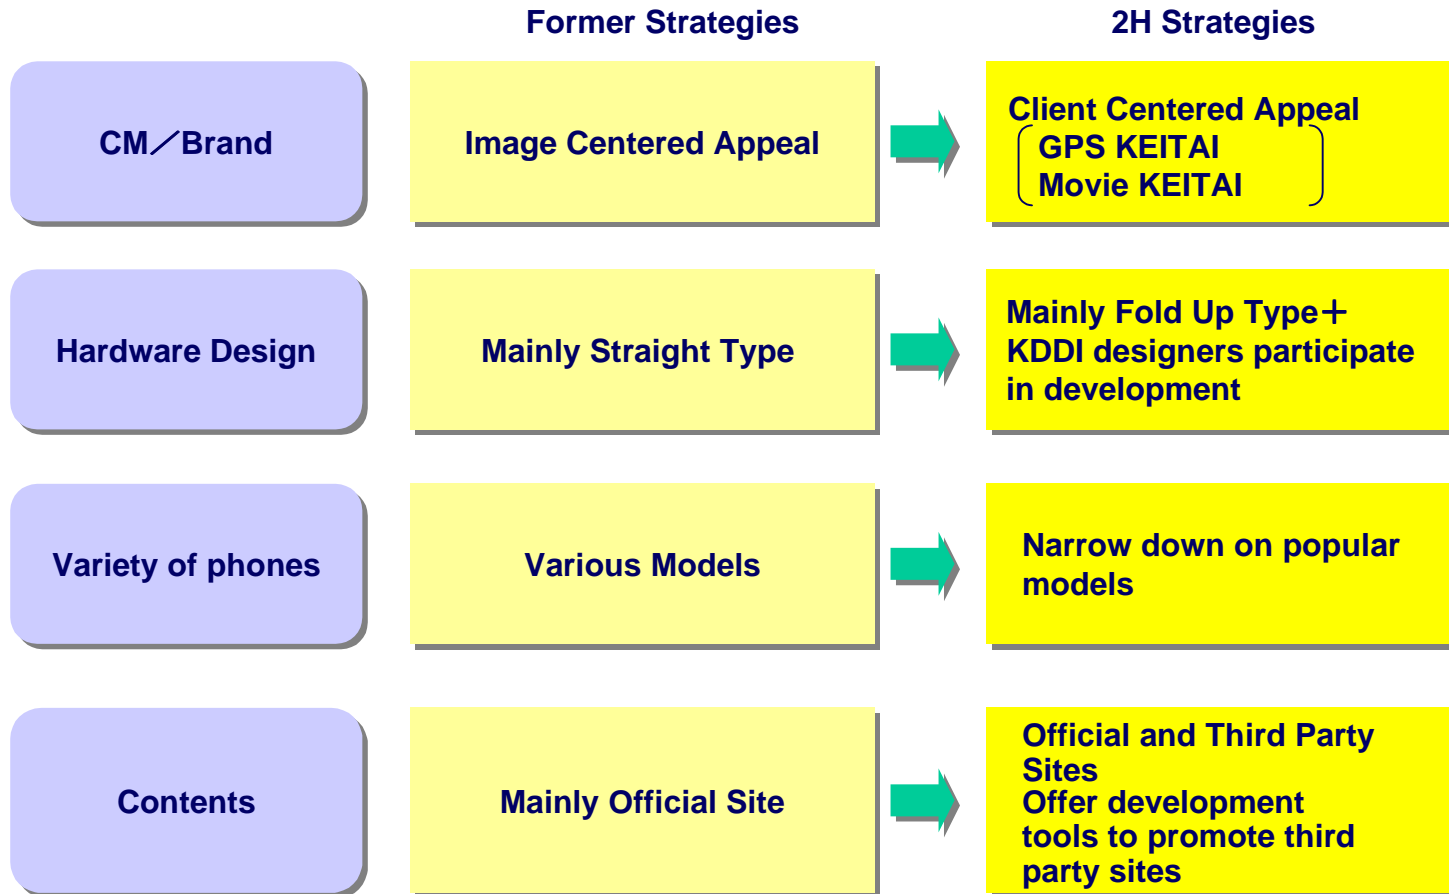 Former Strategies
2H Strategies
CM／Brand
Image Centered Appeal
Client Centered Appeal
GPS KEITAI
Movie KEITAI
Hardware Design
Mainly Straight Type
Mainly Fold Up Type＋
KDDI designers participate
in development
Variety of phones
Various Models
Narrow down on popular
models
Contents
Mainly Official Site
Official and Third Party
Sites
Offer development
tools to promote third
party sites